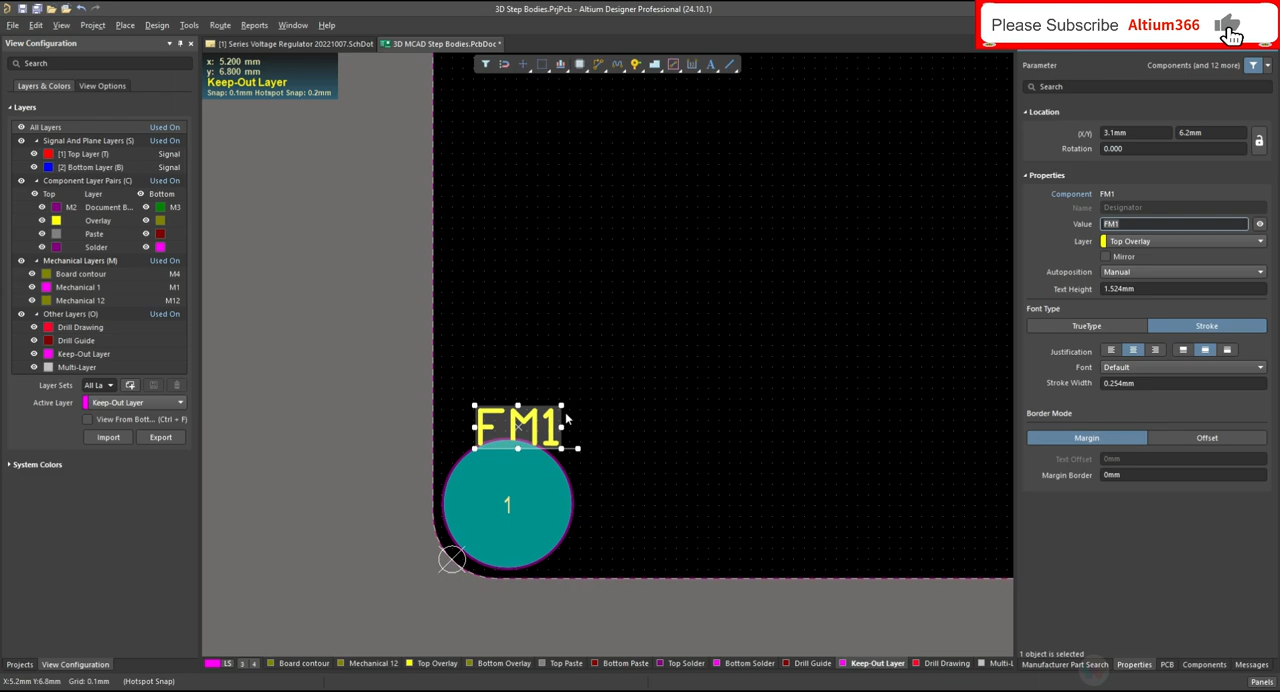 3D Step Bodies.PrjPcb - Altium Designer Professional (24.10.1)
Please Subscribe Altium366
File Edit View Project Place Design Tools Route Reports Window Help
View Configuration
[1] Series Voltage Regulator 20221007.SchDot
3D MCAD Step Bodies.PcbDoc *
Search
Layers & Colors View Options
Layers
All Layers Used On
Signal And Plane Layers (S) Used On
[1] Top Layer (T) Signal
[2] Bottom Layer (B) Signal
Component Layer Pairs (C) Used On
Top Layer Bottom
M2 Document B... M3
Overlay
Paste
Solder
Mechanical Layers (M) Used On
Board contour M4
Mechanical 1 M1
Mechanical 12 M12
Other Layers (O) Used On
Drill Drawing
Drill Guide
Keep-Out Layer
Multi-Layer
Layer Sets All La
Active Layer Keep-Out Layer
View From Bott... (Ctrl + F)
Import Export
System Colors
Projects View Configuration
x: 5.200 mm
y: 6.800 mm
Keep-Out Layer
Snap: 0.1mm Hotspot Snap: 0.2mm
FM1
1
Parameter Components (and 12 more)
Search
Location
(X/Y) 3.1mm 6.2mm
Rotation 0.000
Properties
Component FM1
Name Designator
Value FM1
Layer Top Overlay
Mirror
Autoposition Manual
Text Height 1.524mm
Font Type
TrueType Stroke
Justification
Font Default
Stroke Width 0.254mm
Border Mode
Margin Offset
Text Offset 0mm
Margin Border 0mm
1 object is selected
LS 3 4 Board contour Mechanical 12 Top Overlay Bottom Overlay Top Paste Bottom Paste Top Solder Bottom Solder Drill Guide Keep-Out Layer Drill Drawing Multi-L
Manufacturer Part Search Properties PCB Components Messages
X:5.2mm Y:6.8mm Grid: 0.1mm (Hotspot Snap)
Panels